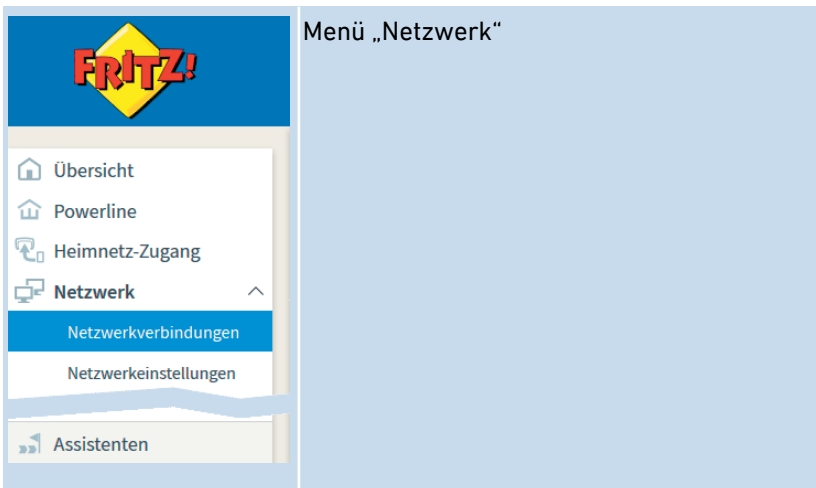 FRITZ!
Menü „Netzwerk“
Übersicht
Powerline
Heimnetz-Zugang
Netzwerk
Netzwerkverbindungen
Netzwerkeinstellungen
Assistenten